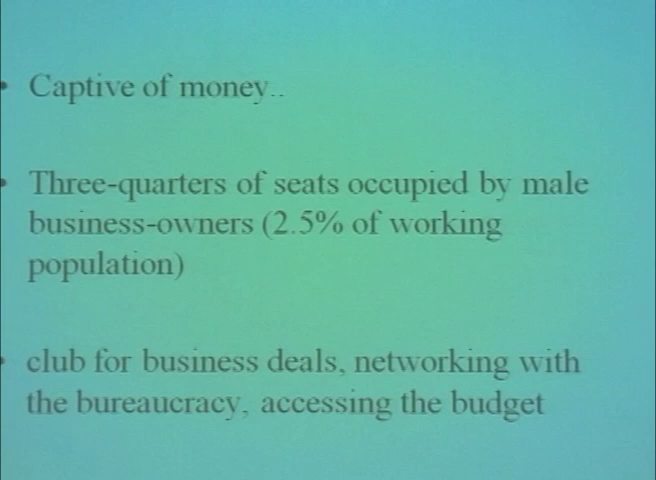 • Captive of money..
• Three-quarters of seats occupied by male
business-owners (2.5% of working
population)
• club for business deals, networking with
the bureaucracy, accessing the budget